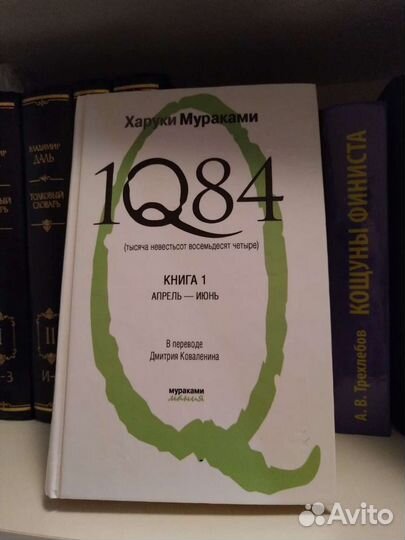 Харуки Мураками
1Q84
(тысяча невестьсот восемьдесят четыре)
КНИГА 1
АПРЕЛЬ — ИЮНЬ
В переводе
Дмитрия Коваленина
мураками
мания
ВЛАДИМИР
ДАЛЬ
ТОЛКОВЫЙ
СЛОВАРЬ
II
И-
-З
А. В. Трехлебов КОЩУНЫ ФИНИСТА
Avito